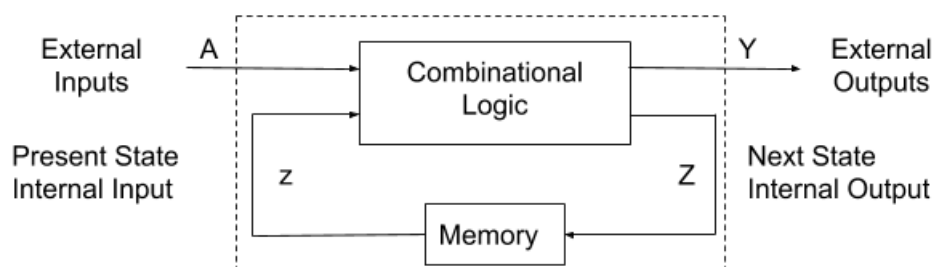 External
Inputs
A
Combinational
Logic
Y
External
Outputs
Present State
Internal Input
z
Z
Next State
Internal Output
Memory